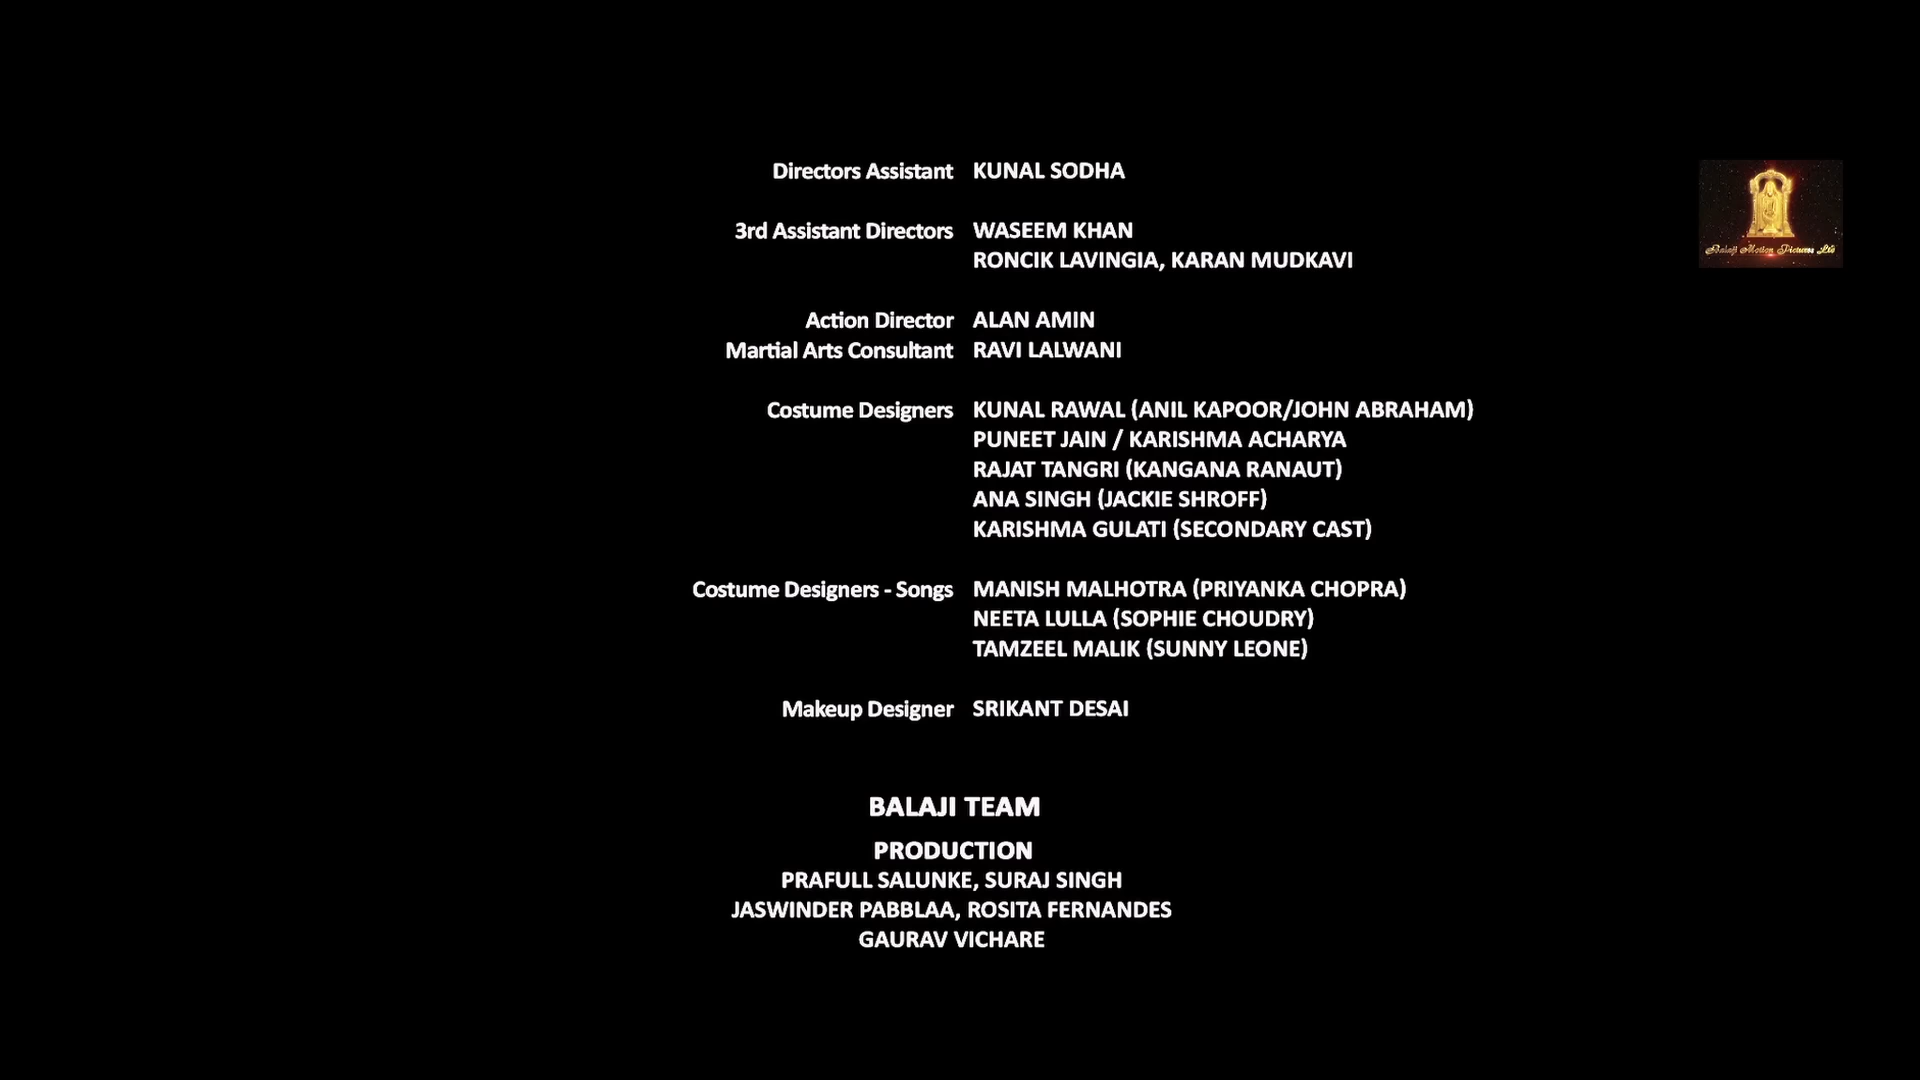 Directors Assistant KUNAL SODHA
3rd Assistant Directors WASEEM KHAN
RONCIK LAVINGIA, KARAN MUDKAVI
Action Director ALAN AMIN
Martial Arts Consultant RAVI LALWANI
Costume Designers KUNAL RAWAL (ANIL KAPOOR/JOHN ABRAHAM)
PUNEET JAIN / KARISHMA ACHARYA
RAJAT TANGRI (KANGANA RANAUT)
ANA SINGH (JACKIE SHROFF)
KARISHMA GULATI (SECONDARY CAST)
Costume Designers - Songs MANISH MALHOTRA (PRIYANKA CHOPRA)
NEETA LULLA (SOPHIE CHOUDRY)
TAMZEEL MALIK (SUNNY LEONE)
Makeup Designer SRIKANT DESAI
BALAJI TEAM
PRODUCTION
PRAFULL SALUNKE, SURAJ SINGH
JASWINDER PABBLAA, ROSITA FERNANDES
GAURAV VICHARE
Balaji Motion Pictures Ltd